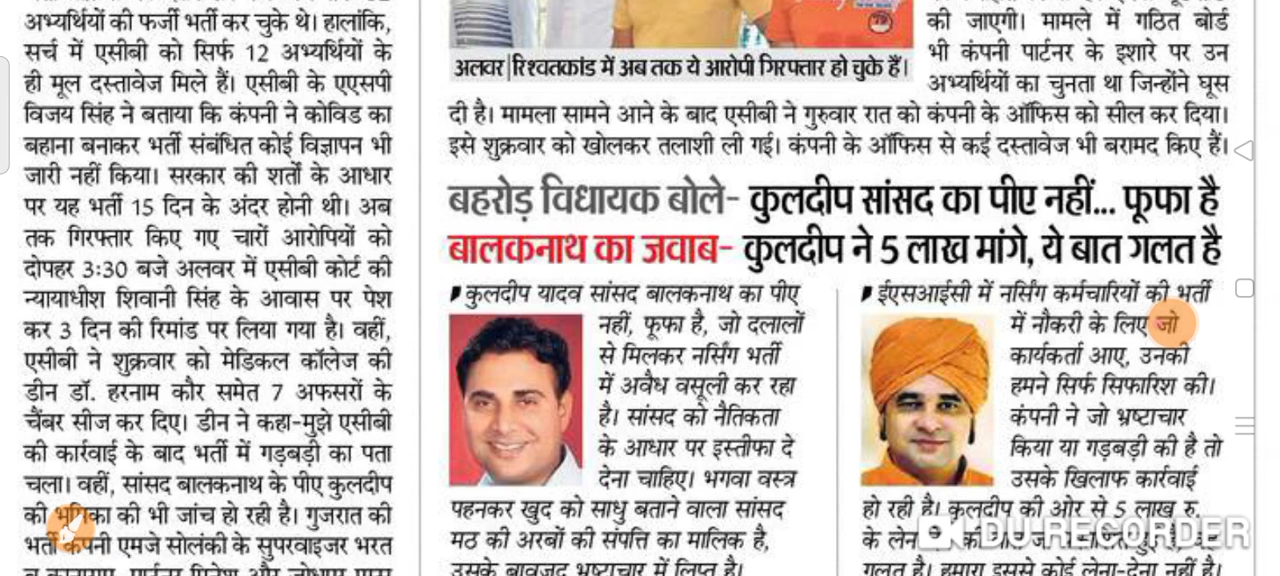 अभ्यर्थियों की फर्जी भर्ती कर चुके थे। हालांकि,
सर्च में एसीबी को सिर्फ 12 अभ्यर्थियों के
ही मूल दस्तावेज मिले हैं। एसीबी के एएसपी
विजय सिंह ने बताया कि कंपनी ने कोविड का
बहाना बनाकर भर्ती संबंधित कोई विज्ञापन भी
जारी नहीं किया। सरकार की शर्तों के आधार
पर यह भर्ती 15 दिन के अंदर होनी थी। अब
तक गिरफ्तार किए गए चारों आरोपियों को
दोपहर 3:30 बजे अलवर में एसीबी कोर्ट की
न्यायाधीश शिवानी सिंह के आवास पर पेश
कर 3 दिन की रिमांड पर लिया गया है। वहीं,
एसीबी ने शुक्रवार को मेडिकल कॉलेज की
डीन डॉ. हरनाम कौर समेत 7 अफसरों के
चैंबर सीज कर दिए। डीन ने कहा-मुझे एसीबी
की कार्रवाई के बाद भर्ती में गड़बड़ी का पता
चला। वहीं, सांसद बालकनाथ के पीए कुलदीप
की भूमिका की भी जांच हो रही है। गुजरात की
भर्ती कंपनी एमजे सोलंकी के सुपरवाइजर भरत
अलवर|रिश्वतकांड में अब तक ये आरोपी गिरफ्तार हो चुके हैं।
की जाएगी। मामले में गठित बोर्ड
भी कंपनी पार्टनर के इशारे पर उन
अभ्यर्थियों का चुनता था जिन्होंने घूस
दी है। मामला सामने आने के बाद एसीबी ने गुरुवार रात को कंपनी के ऑफिस को सील कर दिया।
इसे शुक्रवार को खोलकर तलाशी ली गई। कंपनी के ऑफिस से कई दस्तावेज भी बरामद किए हैं।
बहरोड़ विधायक बोले- कुलदीप सांसद का पीए नहीं... फूफा है
बालकनाथ का जवाब- कुलदीप ने 5 लाख मांगे, ये बात गलत है
कुलदीप यादव सांसद बालकनाथ का पीए
नहीं, फूफा है, जो दलालों
से मिलकर नर्सिंग भर्ती
में अवैध वसूली कर रहा
है। सांसद को नैतिकता
के आधार पर इस्तीफा दे
देना चाहिए। भगवा वस्त्र
पहनकर खुद को साधु बताने वाला सांसद
मठ की अरबों की संपत्ति का मालिक है,
उसके बावजूद भ्रष्टाचार में लिप्त है।
ईएसआईसी में नर्सिंग कर्मचारियों की भर्ती
में नौकरी के लिए जो
कार्यकर्ता आए, उनकी
हमने सिर्फ सिफारिश की।
कंपनी ने जो भ्रष्टाचार
किया या गड़बड़ी की है तो
उसके खिलाफ कार्रवाई
हो रही है। कुलदीप की ओर से 5 लाख रु.
के लेन
गलत है। हमारा इससे कोई लेना-देना नहीं है।
DU RECORDER